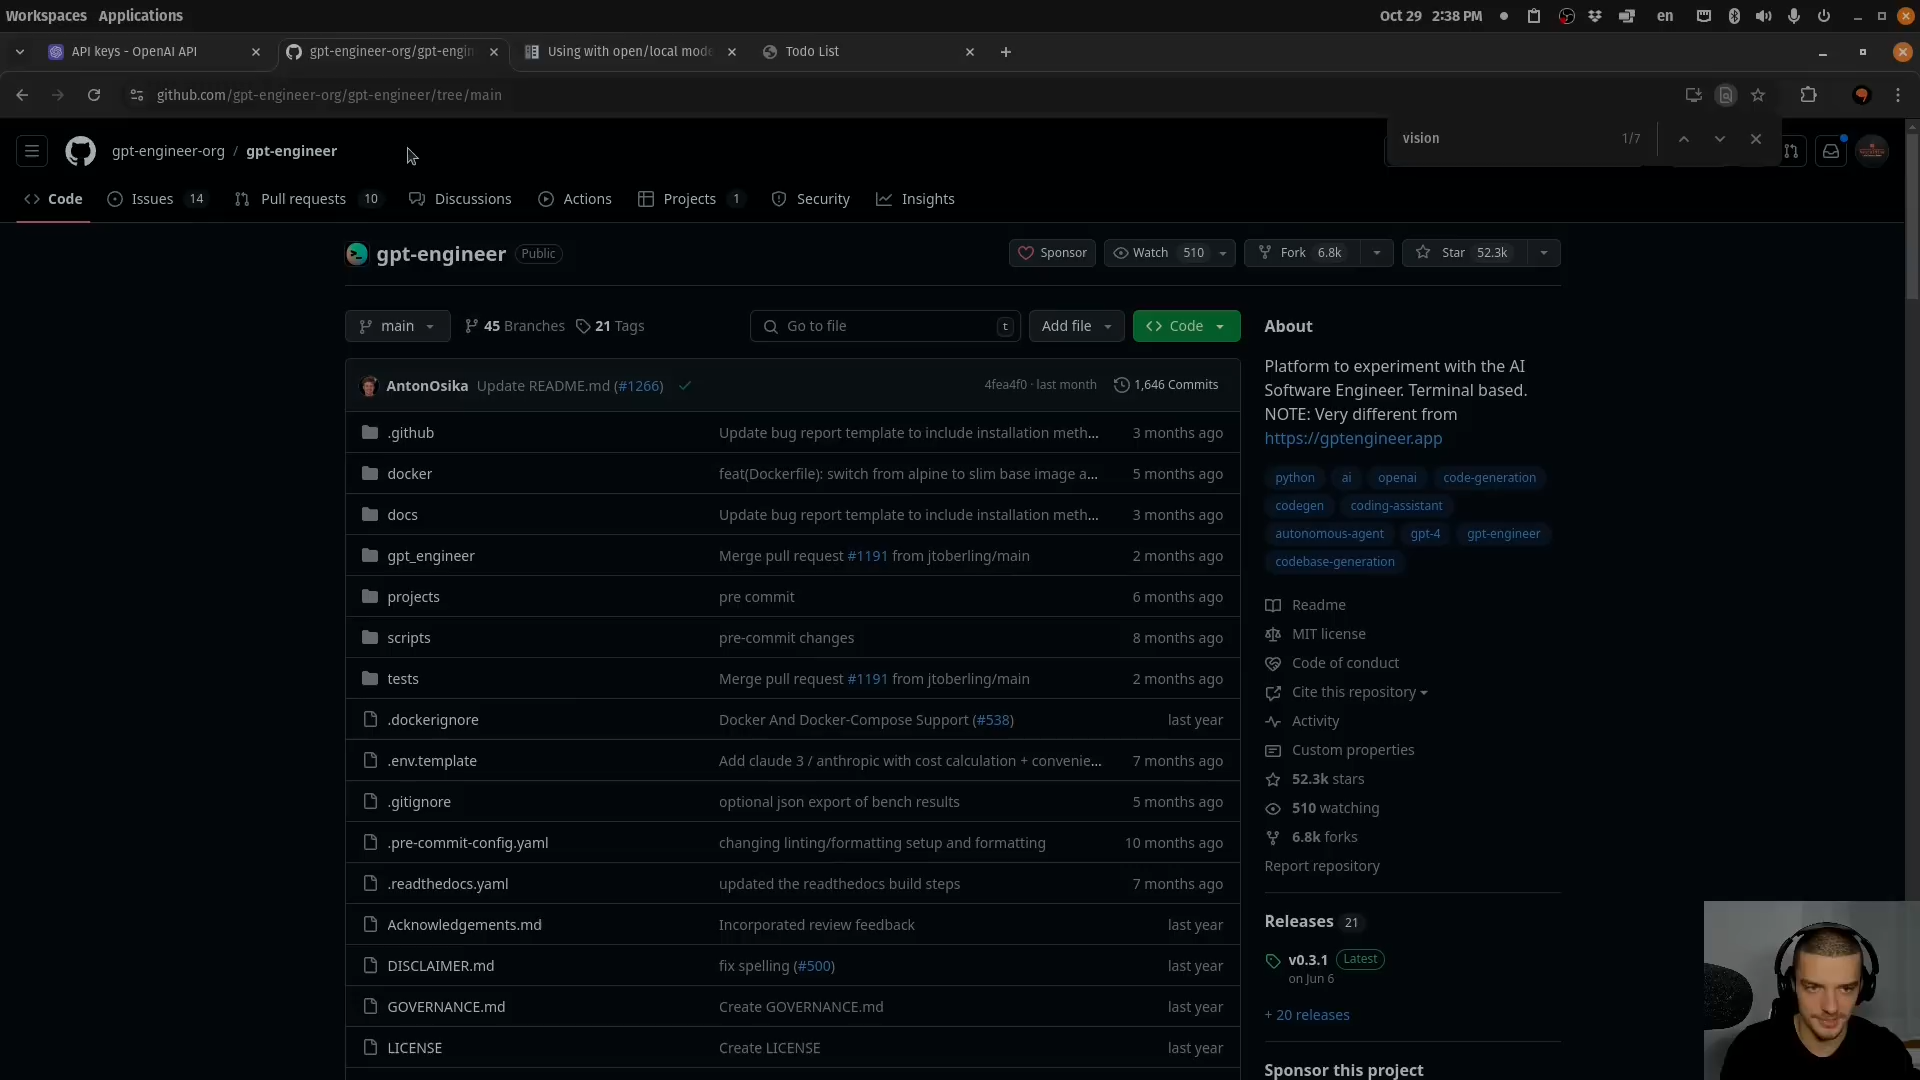 Workspaces Applications
Oct 29 2:38 PM
en
API keys - OpenAI API
gpt-engineer-org/gpt-engin
Using with open/local mode
Todo List
github.com/gpt-engineer-org/gpt-engineer/tree/main
vision 1/7
gpt-engineer-org / gpt-engineer
Code
Issues 14
Pull requests 10
Discussions
Actions
Projects 1
Security
Insights
gpt-engineer Public
Sponsor
Watch 510
Fork 6.8k
Star 52.3k
main
45 Branches
21 Tags
Go to file t
Add file
Code
AntonOsika Update README.md (#1266)
4fea4f0 · last month
1,646 Commits
.github Update bug report template to include installation meth... 3 months ago
docker feat(Dockerfile): switch from alpine to slim base image a... 5 months ago
docs Update bug report template to include installation meth... 3 months ago
gpt_engineer Merge pull request #1191 from jtoberling/main 2 months ago
projects pre commit 6 months ago
scripts pre-commit changes 8 months ago
tests Merge pull request #1191 from jtoberling/main 2 months ago
.dockerignore Docker And Docker-Compose Support (#538) last year
.env.template Add claude 3 / anthropic with cost calculation + convenie... 7 months ago
.gitignore optional json export of bench results 5 months ago
.pre-commit-config.yaml changing linting/formatting setup and formatting 10 months ago
.readthedocs.yaml updated the readthedocs build steps 7 months ago
Acknowledgements.md Incorporated review feedback last year
DISCLAIMER.md fix spelling (#500) last year
GOVERNANCE.md Create GOVERNANCE.md last year
LICENSE Create LICENSE last year
About
Platform to experiment with the AI
Software Engineer. Terminal based.
NOTE: Very different from
https://gptengineer.app
python ai openai code-generation
codegen coding-assistant
autonomous-agent gpt-4 gpt-engineer
codebase-generation
Readme
MIT license
Code of conduct
Cite this repository
Activity
Custom properties
52.3k stars
510 watching
6.8k forks
Report repository
Releases 21
v0.3.1 Latest
on Jun 6
+ 20 releases
Sponsor this project